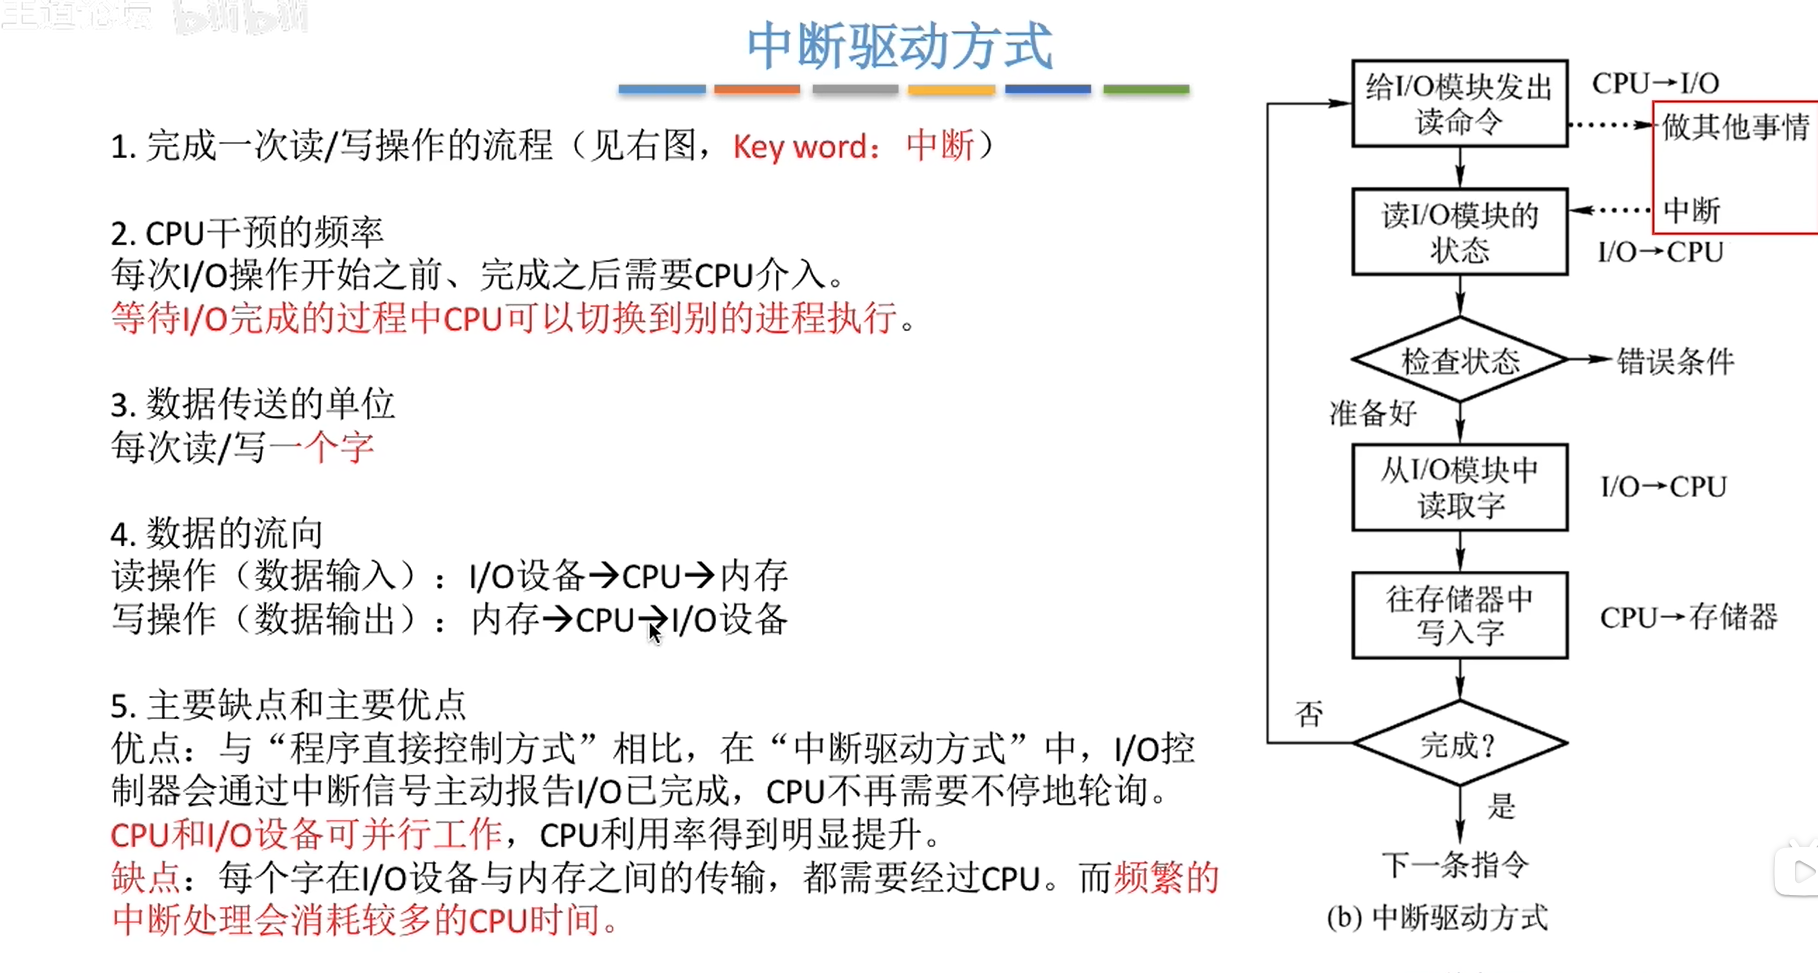 王道论坛 bilibili
中断驱动方式
1. 完成一次读/写操作的流程（见右图，Key word：中断）
2. CPU干预的频率
每次I/O操作开始之前、完成之后需要CPU介入。
等待I/O完成的过程中CPU可以切换到别的进程执行。
3. 数据传送的单位
每次读/写一个字
4. 数据的流向
读操作（数据输入）：I/O设备→CPU→内存
写操作（数据输出）：内存→CPU→I/O设备
5. 主要缺点和主要优点
优点：与“程序直接控制方式”相比，在“中断驱动方式”中，I/O控
制器会通过中断信号主动报告I/O已完成，CPU不再需要不停地轮询。
CPU和I/O设备可并行工作，CPU利用率得到明显提升。
缺点：每个字在I/O设备与内存之间的传输，都需要经过CPU。而频繁的
中断处理会消耗较多的CPU时间。
给I/O模块发出
读命令
CPU→I/O
做其他事情
读I/O模块的
状态
中断
I/O→CPU
检查状态
错误条件
准备好
从I/O模块中
读取字
I/O→CPU
往存储器中
写入字
CPU→存储器
否
完成？
是
下一条指令
(b) 中断驱动方式